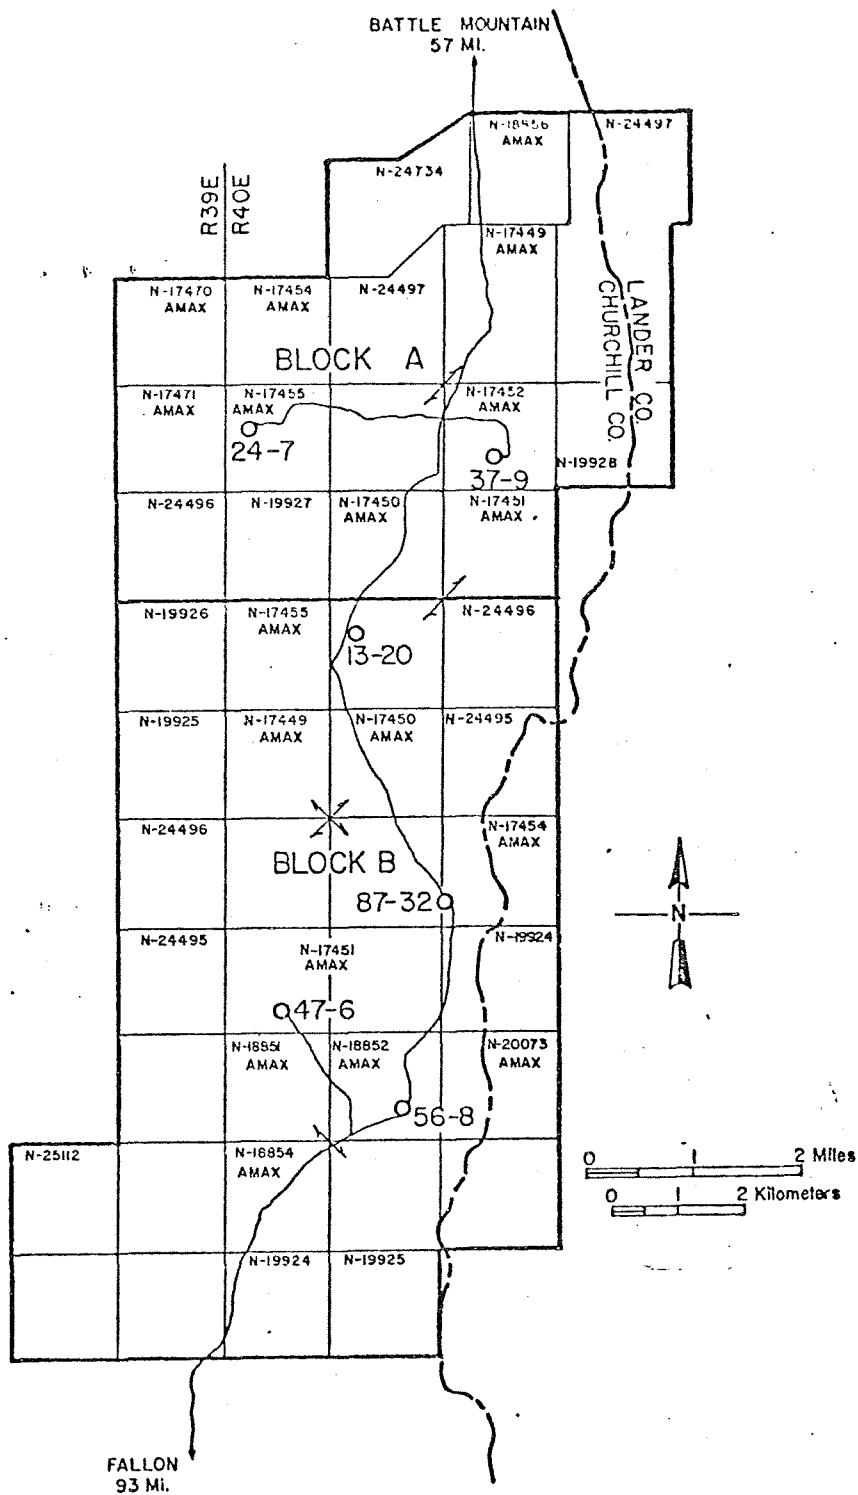 BATTLE MOUNTAIN
57 MI.
N-18856
AMAX
N-24497
N-24734
R39E
R40E
N-17449
AMAX
N-17470
AMAX
N-17454
AMAX
N-24497
LANDER CO.
CHURCHILL CO.
BLOCK A
N-17471
AMAX
N-17455
AMAX
N-17452
AMAX
24-7
37-9
N-19928
N-24496
N-19927
N-17450
AMAX
N-17451
AMAX
N-19926
N-17455
AMAX
N-24496
13-20
N-19925
N-17449
AMAX
N-17450
AMAX
N-24495
N-24496
N-17454
AMAX
BLOCK B
87-32
N-24495
N-17451
AMAX
N-19924
47-6
N-18851
AMAX
N-18852
AMAX
N-20073
AMAX
56-8
N-25112
N-18854
AMAX
N
0 1 2 Miles
0 1 2 Kilometers
N-19924
N-19925
FALLON
93 Mi.